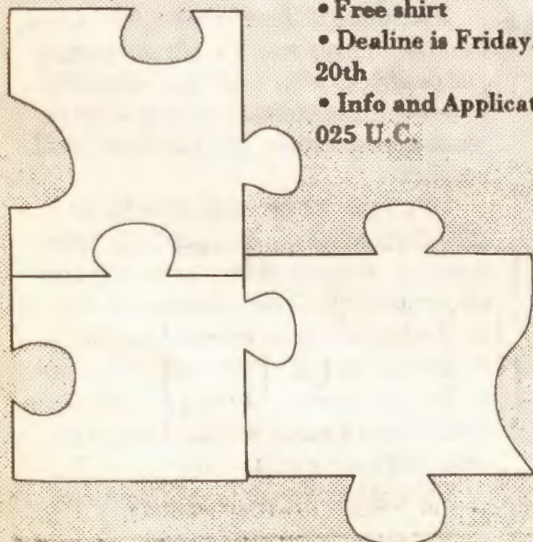 • Free shirt
• Dealine is Friday
20th
• Info and Applicat
025 U.C.